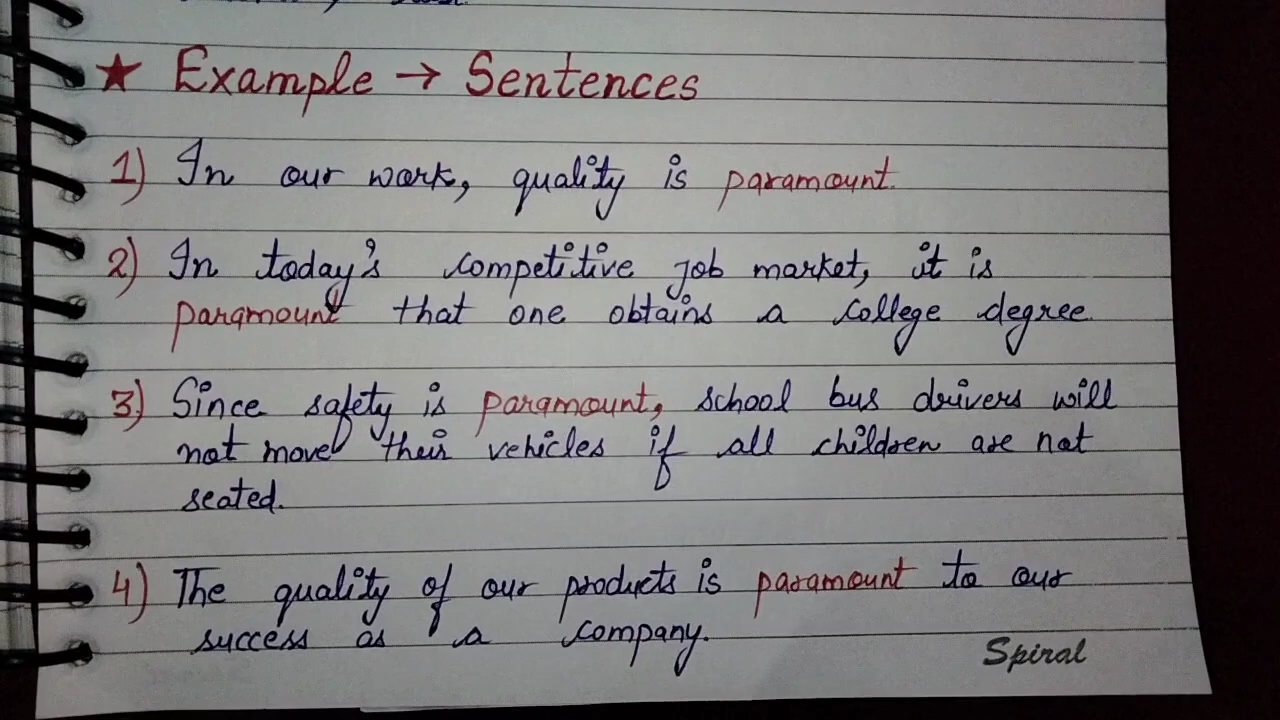 ★ Example → Sentences
1) In our work, quality is paramount.
2) In today's competitive job market, it is
paramount that one obtains a college degree.
3) Since safety is paramount, school bus drivers will
not move their vehicles if all children are not
seated.
4) The quality of our products is paramount to our
success as a company.
Spiral